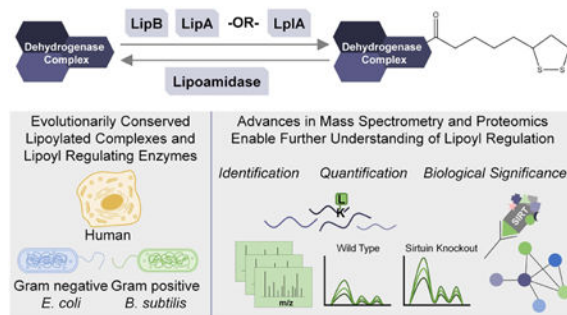 LipB LipA -OR- LplA
Dehydrogenase
Complex
Lipoamidase
Dehydrogenase
Complex
O
S-S
Evolutionarily Conserved
Lipoylated Complexes and
Lipoyl Regulating Enzymes
Human
Gram negative
E. coli
Gram positive
B. subtilis
Advances in Mass Spectrometry and Proteomics
Enable Further Understanding of Lipoyl Regulation
Identification Quantification Biological Significance
L
K
m/z
Wild Type
Sirtuin Knockout
SIRT